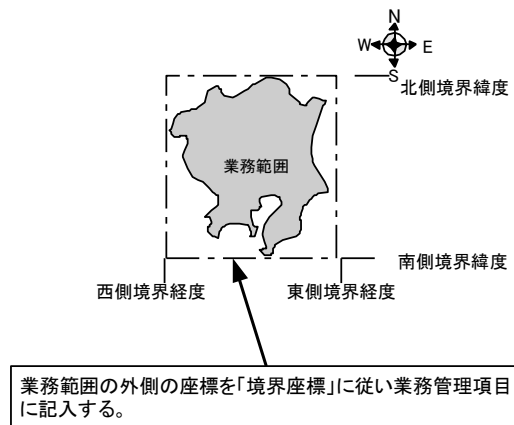 N
W E
S
北側境界緯度
業務範囲
南側境界緯度
西側境界経度 東側境界経度
業務範囲の外側の座標を「境界座標」に従い業務管理項目
に記入する。